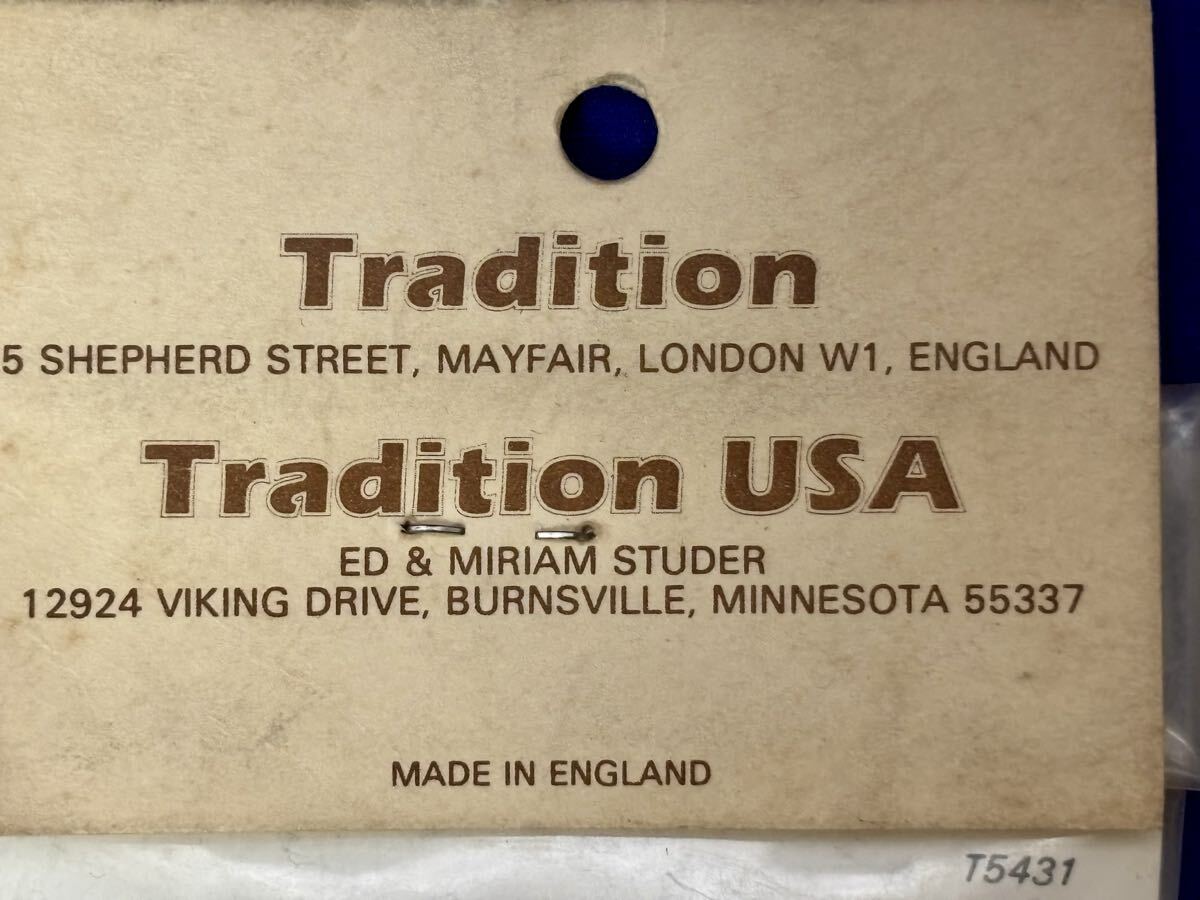 Tradition
5 SHEPHERD STREET, MAYFAIR, LONDON W1, ENGLAND
Tradition USA
ED & MIRIAM STUDER
12924 VIKING DRIVE, BURNSVILLE, MINNESOTA 55337
MADE IN ENGLAND
T5431